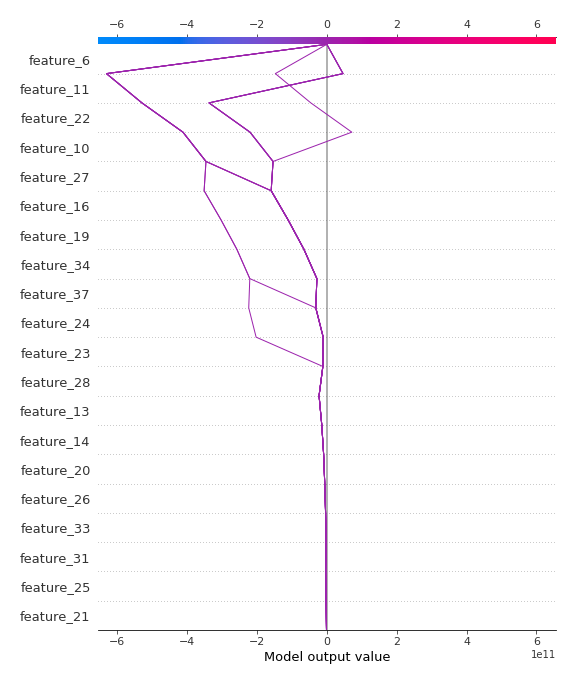 −6 −4 −2 0 2 4 6
feature_6
feature_11
feature_22
feature_10
feature_27
feature_16
feature_19
feature_34
feature_37
feature_24
feature_23
feature_28
feature_13
feature_14
feature_20
feature_26
feature_33
feature_31
feature_25
feature_21
−6 −4 −2 0 2 4 6
1e11
Model output value